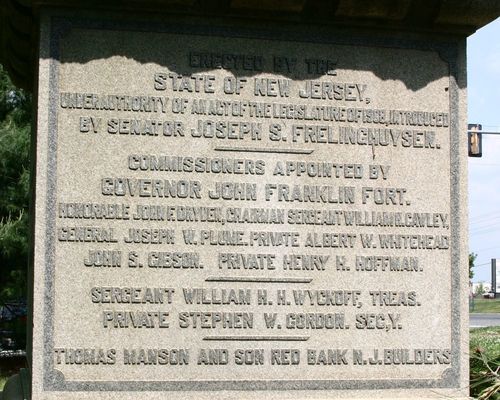 ERECTED BY THE
STATE OF NEW JERSEY,
UNDER AUTHORITY OF AN ACT OF THE LEGISLATURE OF 1908, INTRODUCED
BY SENATOR JOSEPH S. FRELINGHUYSEN.
COMMISSIONERS APPOINTED BY
GOVERNOR JOHN FRANKLIN FORT.
HONORABLE JOHN F. DRYDEN, CHAIRMAN SERGEANT WILLIAM H. CAVLEY,
GENERAL JOSEPH W. PLUME. PRIVATE ALBERT W. WHITEHEAD
JOHN S. GIBSON. PRIVATE HENRY H. HOFFMAN.
SERGEANT WILLIAM H. H. WYCKOFF, TREAS.
PRIVATE STEPHEN W. GORDON. SEC,Y.
THOMAS MANSON AND SON RED BANK N.J. BUILDERS